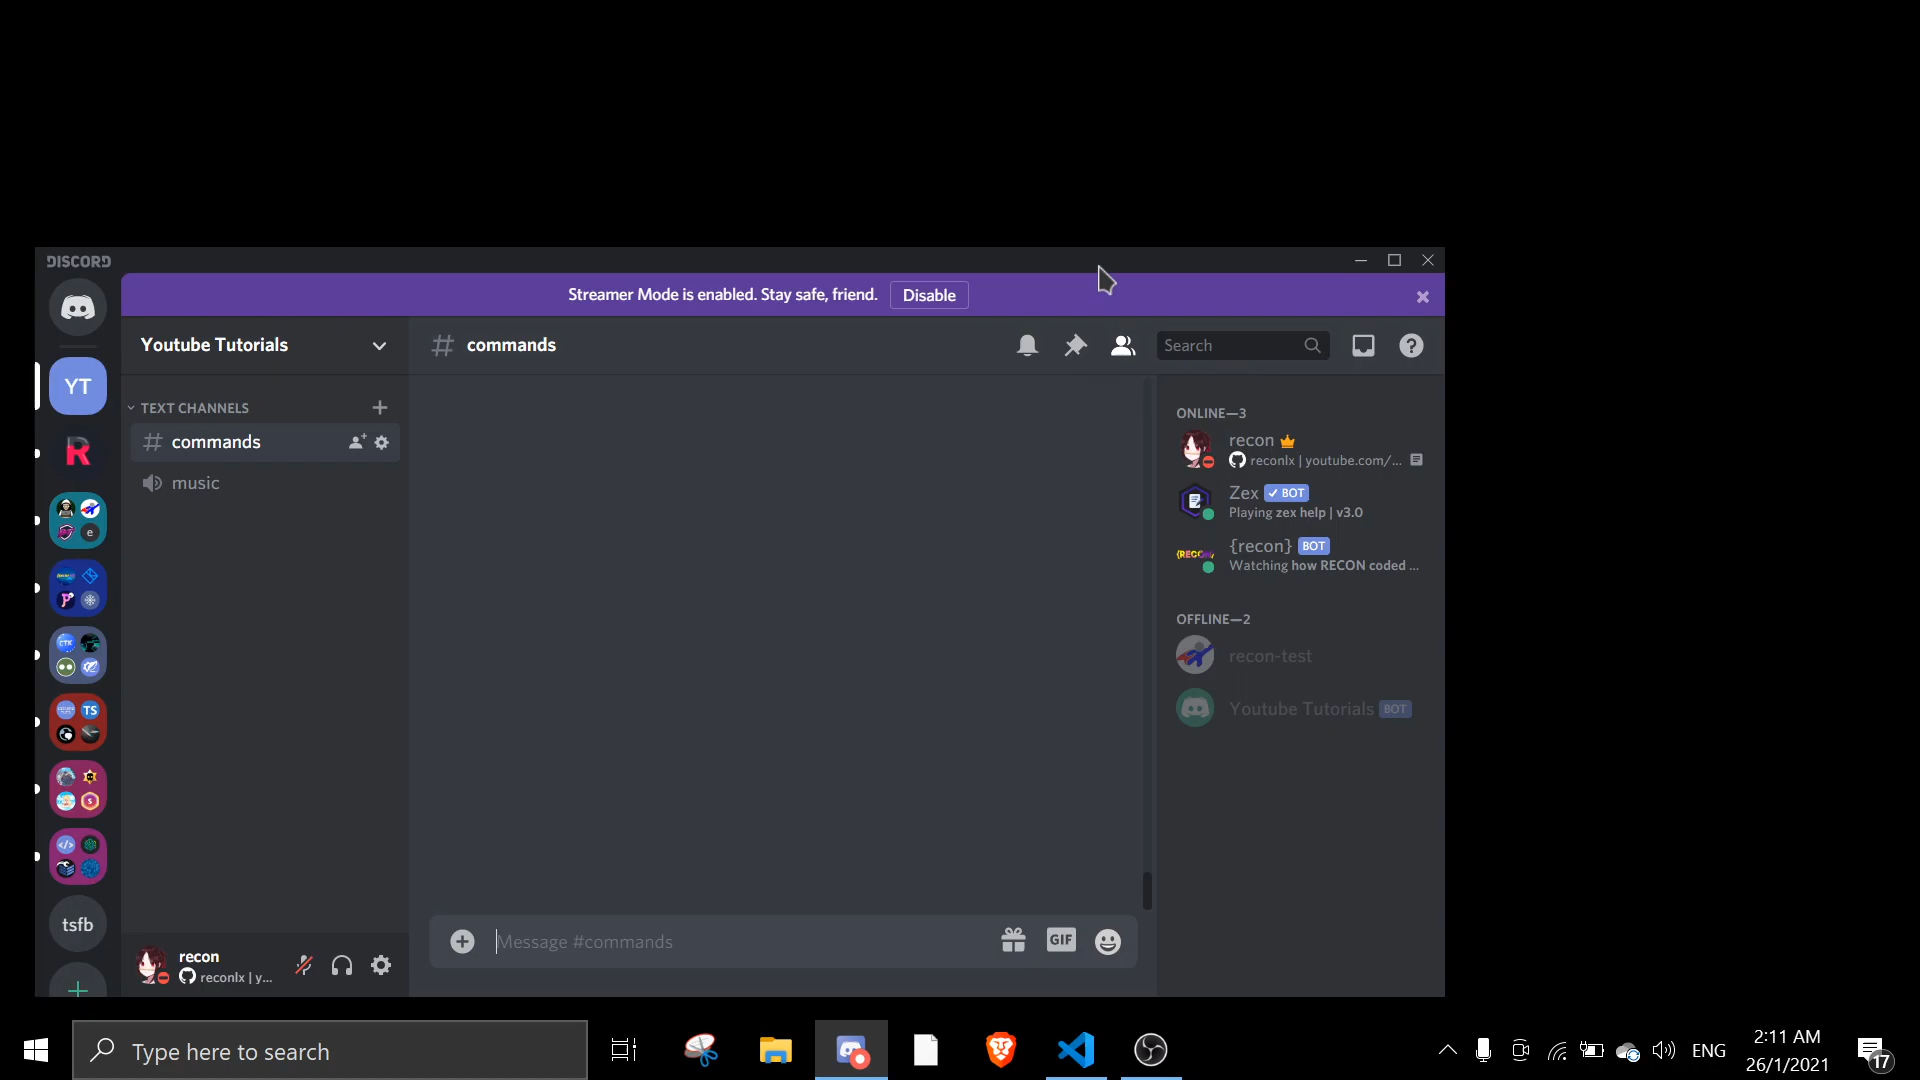 DISCORD
Streamer Mode is enabled. Stay safe, friend.
Disable
Youtube Tutorials
commands
Search
YT
TEXT CHANNELS
commands
music
R
e
CTK
TS
tsfb
ONLINE—3
recon
reconlx | youtube.com/...
Zex
BOT
Playing zex help | v3.0
{RECON}
{recon}
BOT
Watching how RECON coded ...
OFFLINE—2
recon-test
Youtube Tutorials
BOT
Message #commands
GIF
recon
reconlx | y...
Type here to search
ENG
2:11 AM
26/1/2021
17